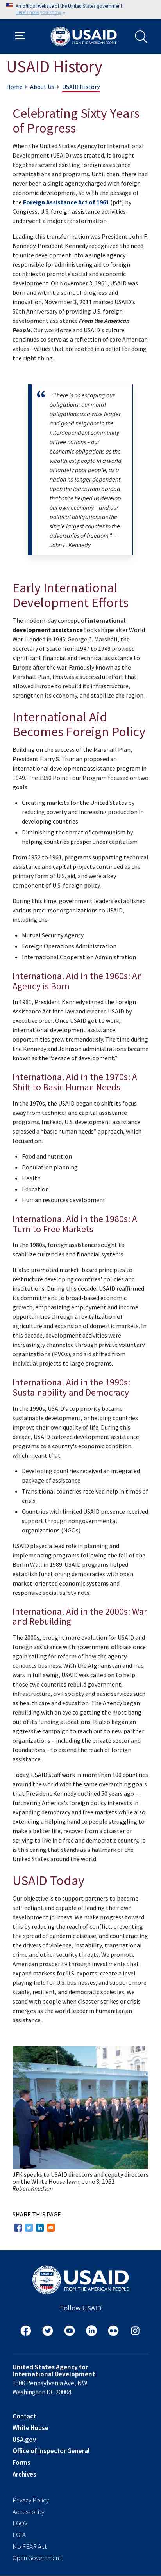 An official website of the United States government
Here's how you know
USAID
FROM THE AMERICAN PEOPLE
USAID History
Home › About Us › USAID History
Celebrating Sixty Years
of Progress
When the United States Agency for International
Development (USAID) was created, it brought
together several existing foreign assistance
organizations and programs. Until then, there had
never been a single agency charged with foreign
economic development, so with the passage of
the Foreign Assistance Act of 1961 (pdf) by
Congress, U.S. foreign assistance activities
underwent a major transformation.
Leading this transformation was President John F.
Kennedy. President Kennedy recognized the need
to unite development into a single agency
responsible for administering aid to foreign
countries to promote social and economic
development. On November 3, 1961, USAID was
born and with it a spirit of progress and innovation.
November 3, 2011, marked USAID's
50th Anniversary of providing U.S. foreign
development assistance From the American
People. Our workforce and USAID's culture
continues to serve as a reflection of core American
values--values that are rooted in a belief for doing
the right thing.
"There is no escaping our
obligations: our moral
obligations as a wise leader
and good neighbor in the
interdependent community
of free nations – our
economic obligations as the
wealthiest people in a world
of largely poor people, as a
nation no longer dependent
upon the loans from abroad
that once helped us develop
our own economy – and our
political obligations as the
single largest counter to the
adversaries of freedom." –
John F. Kennedy
Early International
Development Efforts
The modern-day concept of international
development assistance took shape after World
War II ended in 1945. George C. Marshall, the
Secretary of State from 1947 to 1949 provided
significant financial and technical assistance to
Europe after the war. Famously known as the
Marshall Plan, this was a successful effort that
allowed Europe to rebuild its infrastructure,
strengthen its economy, and stabilize the region.
International Aid
Becomes Foreign Policy
Building on the success of the Marshall Plan,
President Harry S. Truman proposed an
international development assistance program in
1949. The 1950 Point Four Program focused on two
goals:
Creating markets for the United States by
reducing poverty and increasing production in
developing countries
Diminishing the threat of communism by
helping countries prosper under capitalism
From 1952 to 1961, programs supporting technical
assistance and capital projects continued as the
primary form of U.S. aid, and were a key
component of U.S. foreign policy.
During this time, government leaders established
various precursor organizations to USAID,
including the:
Mutual Security Agency
Foreign Operations Administration
International Cooperation Administration
International Aid in the 1960s: An
Agency is Born
In 1961, President Kennedy signed the Foreign
Assistance Act into law and created USAID by
executive order. Once USAID got to work,
international development assistance
opportunities grew tremendously. The time during
the Kennedy and Johnson administrations became
known as the "decade of development."
International Aid in the 1970s: A
Shift to Basic Human Needs
In the 1970s, the USAID began to shift its focus
away from technical and capital assistance
programs. Instead, U.S. development assistance
stressed a "basic human needs" approach, which
focused on:
Food and nutrition
Population planning
Health
Education
Human resources development
International Aid in the 1980s: A
Turn to Free Markets
In the 1980s, foreign assistance sought to
stabilize currencies and financial systems.
It also promoted market-based principles to
restructure developing countries' policies and
institutions. During this decade, USAID reaffirmed
its commitment to broad-based economic
growth, emphasizing employment and income
opportunities through a revitalization of
agriculture and expansion of domestic markets. In
this decade, development activities were
increasingly channeled through private voluntary
organizations (PVOs), and aid shifted from
individual projects to large programs.
International Aid in the 1990s:
Sustainability and Democracy
In the 1990s, USAID's top priority became
sustainable development, or helping countries
improve their own quality of life. During this
decade, USAID tailored development assistance
programs to a country's economic condition,
which meant that:
Developing countries received an integrated
package of assistance
Transitional countries received help in times of
crisis
Countries with limited USAID presence received
support through nongovernmental
organizations (NGOs)
USAID played a lead role in planning and
implementing programs following the fall of the
Berlin Wall in 1989. USAID programs helped
establish functioning democracies with open,
market-oriented economic systems and
responsive social safety nets.
International Aid in the 2000s: War
and Rebuilding
The 2000s, brought more evolution for USAID and
foreign assistance with government officials once
again calling for reform of how the agency
conducts business. With the Afghanistan and Iraq
wars in full swing, USAID was called on to help
those two countries rebuild government,
infrastructure, civil society and basic services such
as health care and education. The Agency began
rebuilding with an eye to getting the most bang
out of its funding allocations. It also began an
aggressive campaign to reach out to new partner
organizations – including the private sector and
foundations – to extend the reach of foreign
assistance.
Today, USAID staff work in more than 100 countries
around the world with the same overarching goals
that President Kennedy outlined 50 years ago –
furthering America's foreign policy interests in
expanding democracy and free markets while also
extending a helping hand to people struggling to
make a better life, recover from a disaster or
striving to live in a free and democratic country. It
is this caring that stands as a hallmark of the
United States around the world.
USAID Today
Our objective is to support partners to become
self-reliant and capable of leading their own
development journeys. We make progress toward
this by reducing the reach of conflict, preventing
the spread of pandemic disease, and counteracting
the drivers of violence, instability, transnational
crime and other security threats. We promote
American prosperity through investments that
expand markets for U.S. exports; create a level
playing field for U.S. businesses; and support more
stable, resilient, and democratic societies. We
stand with people when disaster strikes or crisis
emerges as the world leader in humanitarian
assistance.
JFK speaks to USAID directors and deputy directors
on the White House lawn, June 8, 1962.
Robert Knudsen
SHARE THIS PAGE
USAID
FROM THE AMERICAN PEOPLE
Follow USAID
United States Agency for
International Development
1300 Pennsylvania Ave, NW
Washington DC 20004
Contact
White House
USA.gov
Office of Inspector General
Forms
Archives
Privacy Policy
Accessibility
EGOV
FOIA
No FEAR Act
Open Government